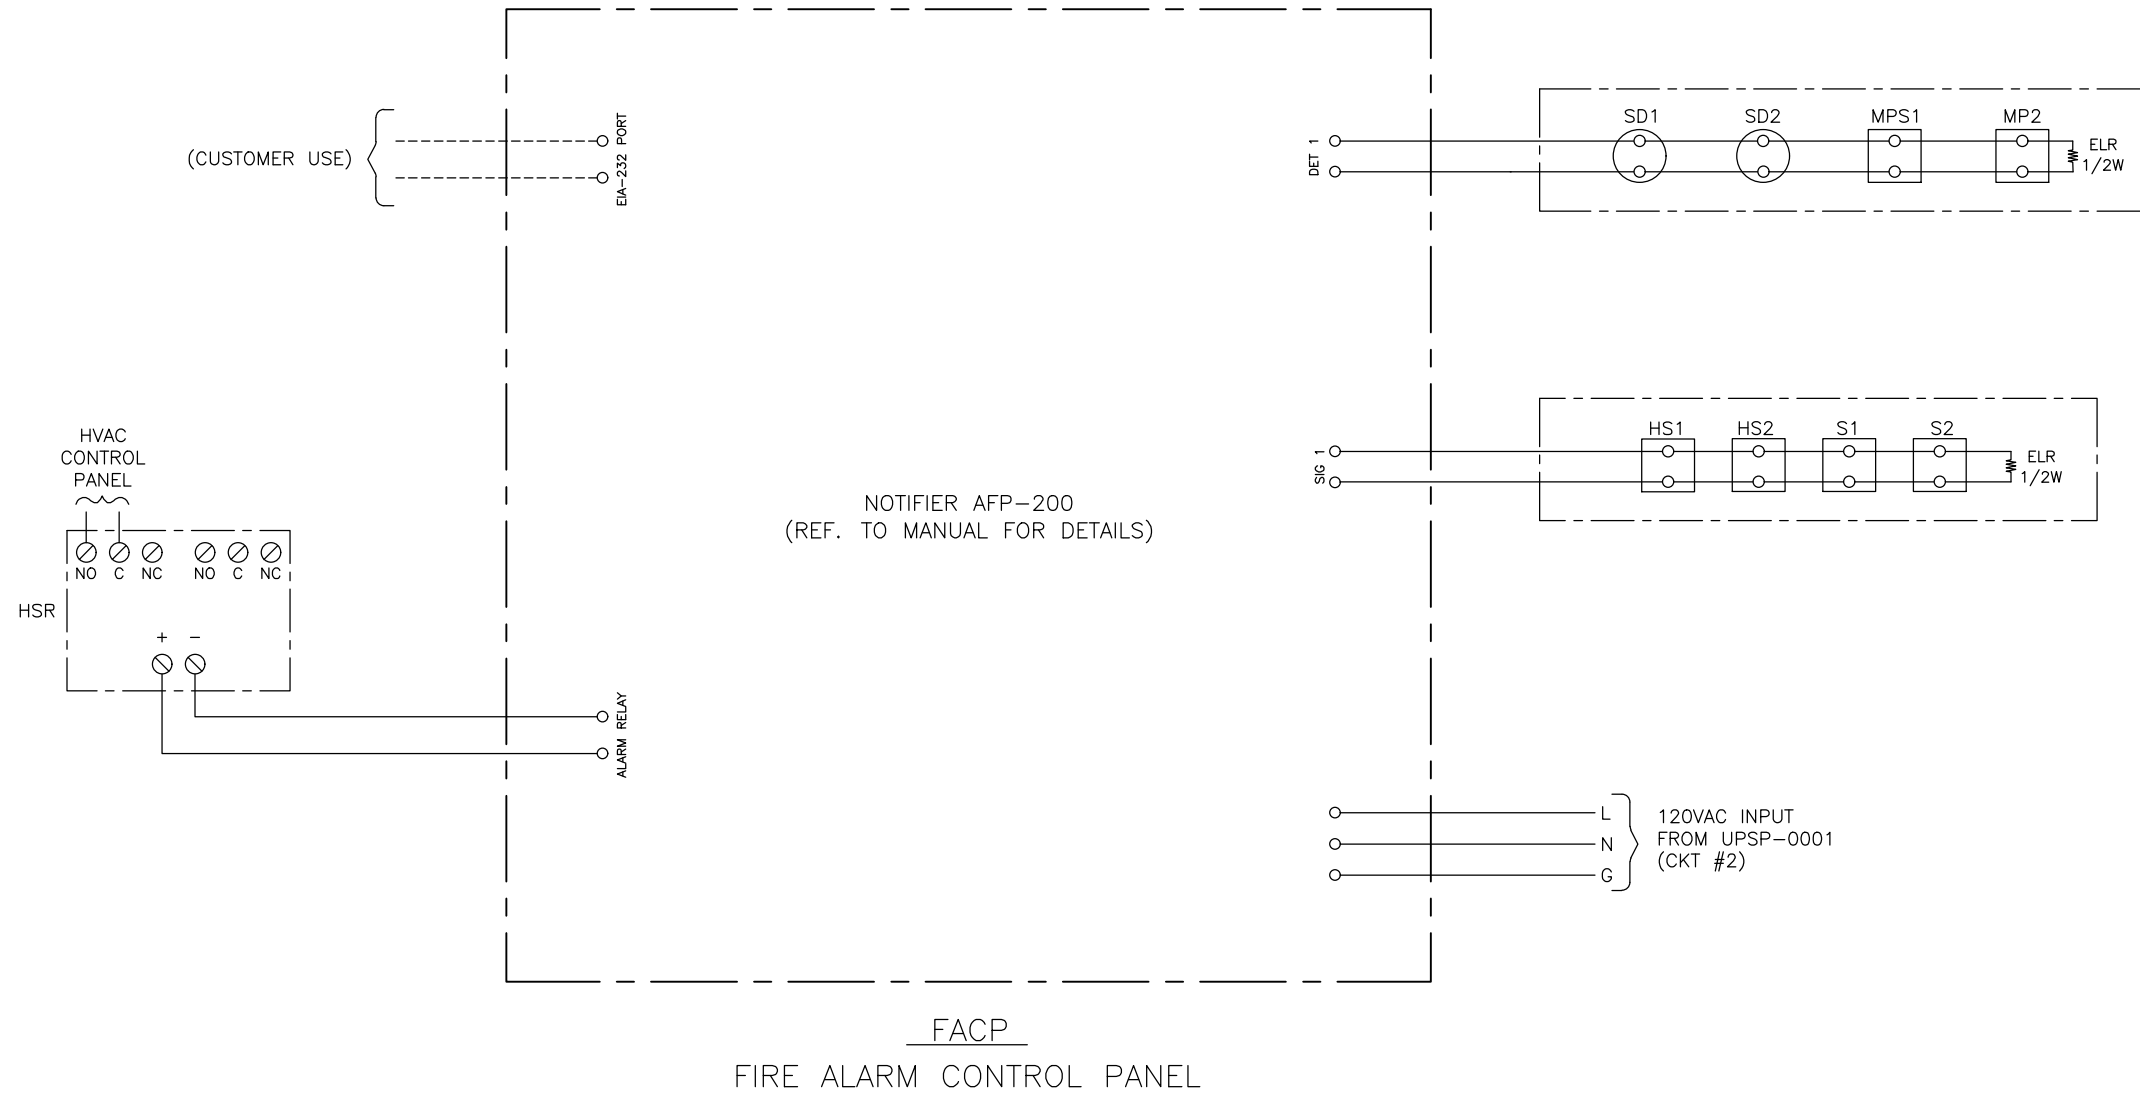 (CUSTOMER USE)
EIA-232 PORT
DET 1
SD1
SD2
MPS1
MP2
ELR
1/2W
HVAC
CONTROL
PANEL
NO
C
NC
NO
C
NC
HSR
+
-
ALARM RELAY
NOTIFIER AFP-200
(REF. TO MANUAL FOR DETAILS)
SIG 1
HS1
HS2
S1
S2
ELR
1/2W
L
N
G
120VAC INPUT
FROM UPSP-0001
(CKT #2)
FACP
FIRE ALARM CONTROL PANEL